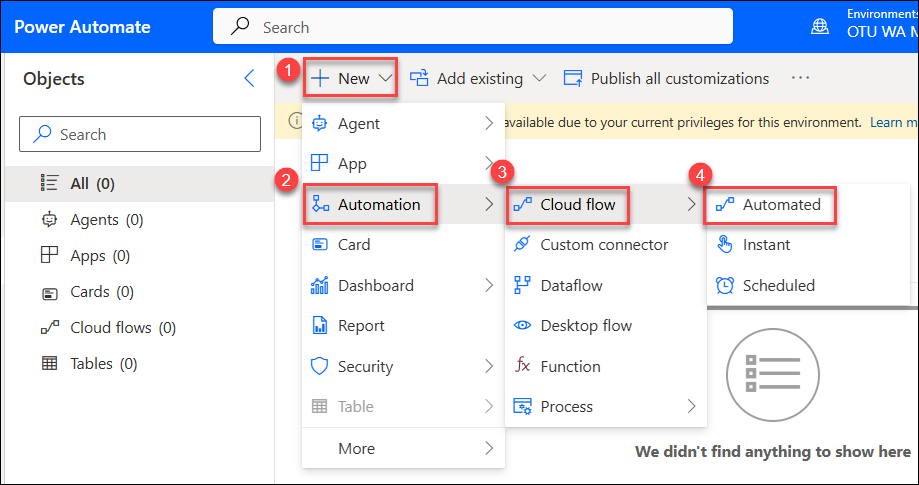 Power Automate
Search
Environments
OTU WA M
Objects
1
New
Add existing
Publish all customizations
...
Search
available due to your current privileges for this environment. Learn m
All (0)
Agents (0)
Apps (0)
Cards (0)
Cloud flows (0)
Tables (0)
Agent
App
2
Automation
Card
Dashboard
Report
Security
Table
More
3
Cloud flow
Custom connector
Dataflow
Desktop flow
Function
Process
4
Automated
Instant
Scheduled
We didn't find anything to show here